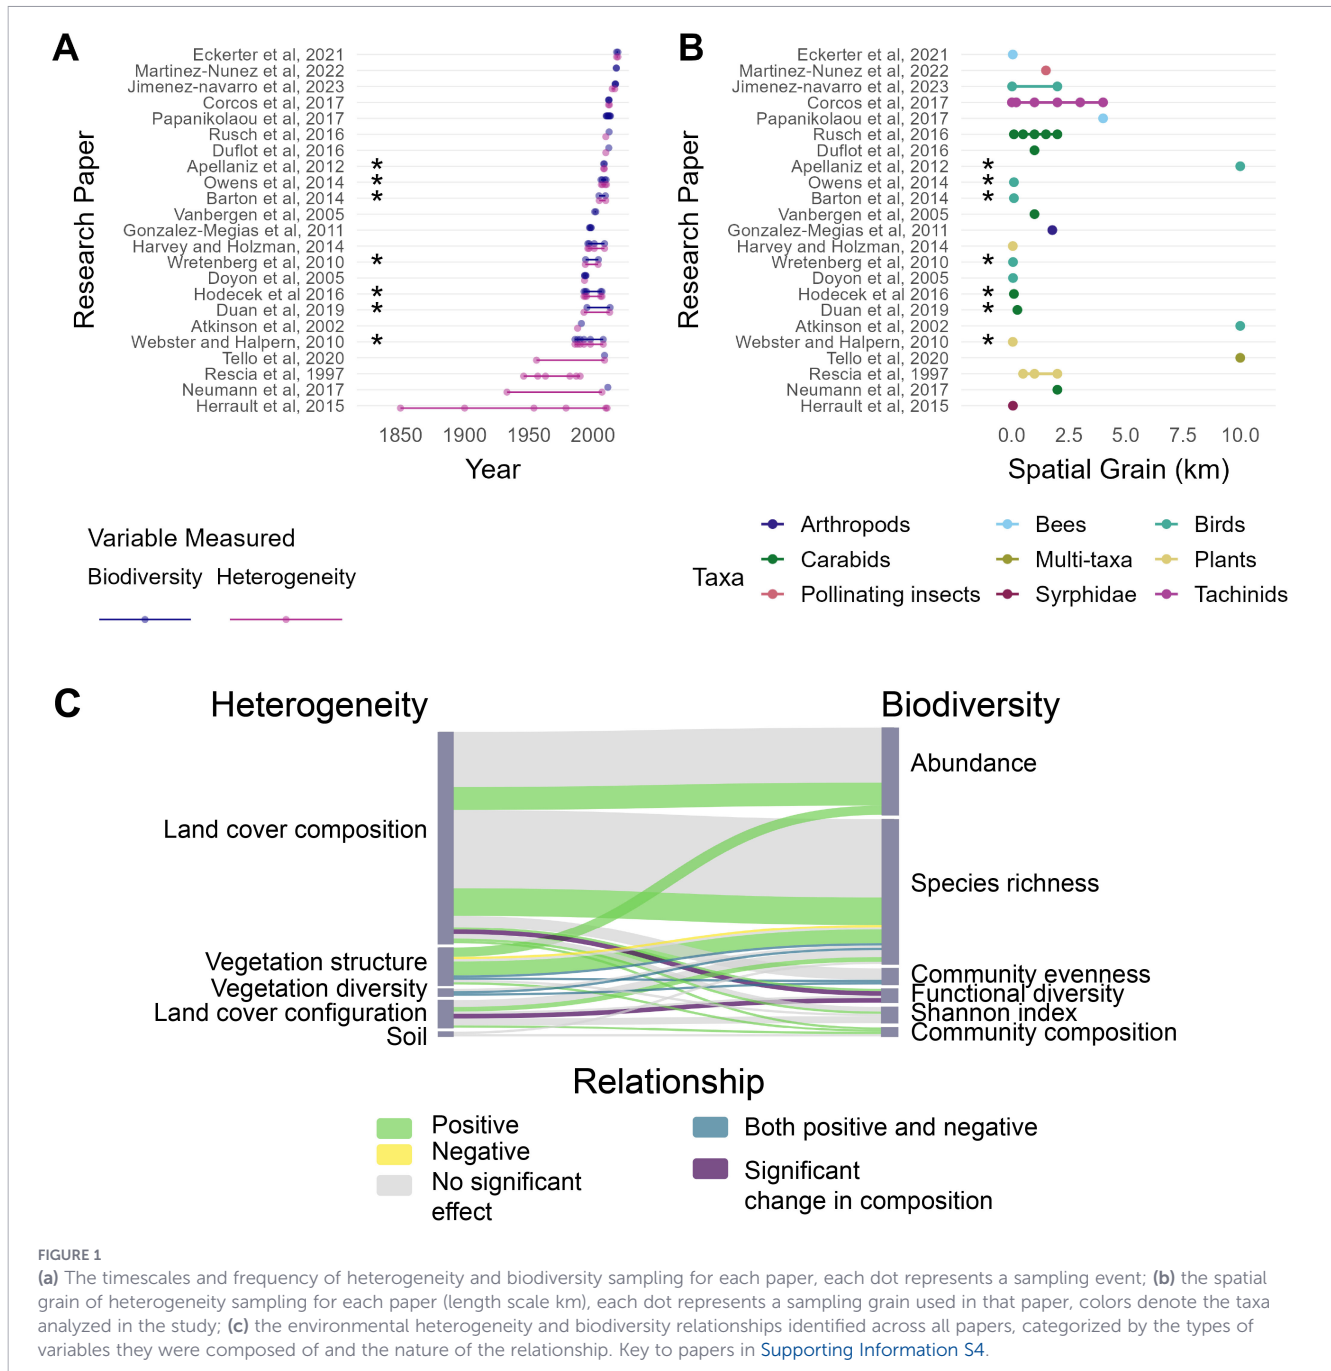 A
Eckerter et al, 2021
Martinez-Nunez et al, 2022
Jimenez-navarro et al, 2023
Corcos et al, 2017
Papanikolaou et al, 2017
Rusch et al, 2016
Duflot et al, 2016
Apellaniz et al, 2012 *
Owens et al, 2014 *
Barton et al, 2014 *
Vanbergen et al, 2005
Gonzalez-Megias et al, 2011
Harvey and Holzman, 2014
Wretenberg et al, 2010 *
Doyon et al, 2005
Hodecek et al 2016 *
Duan et al, 2019 *
Atkinson et al, 2002
Webster and Halpern, 2010 *
Tello et al, 2020
Rescia et al, 1997
Neumann et al, 2017
Herrault et al, 2015
Research Paper
1850 1900 1950 2000
Year
Variable Measured
Biodiversity Heterogeneity
B
Eckerter et al, 2021
Martinez-Nunez et al, 2022
Jimenez-navarro et al, 2023
Corcos et al, 2017
Papanikolaou et al, 2017
Rusch et al, 2016
Duflot et al, 2016
Apellaniz et al, 2012 *
Owens et al, 2014 *
Barton et al, 2014 *
Vanbergen et al, 2005
Gonzalez-Megias et al, 2011
Harvey and Holzman, 2014
Wretenberg et al, 2010 *
Doyon et al, 2005
Hodecek et al 2016 *
Duan et al, 2019 *
Atkinson et al, 2002
Webster and Halpern, 2010 *
Tello et al, 2020
Rescia et al, 1997
Neumann et al, 2017
Herrault et al, 2015
Research Paper
0.0 2.5 5.0 7.5 10.0
Spatial Grain (km)
Taxa
Arthropods Bees Birds
Carabids Multi-taxa Plants
Pollinating insects Syrphidae Tachinids
C
Heterogeneity
Biodiversity
Land cover composition
Vegetation structure
Vegetation diversity
Land cover configuration
Soil
Abundance
Species richness
Community evenness
Functional diversity
Shannon index
Community composition
Relationship
Positive
Negative
No significant
effect
Both positive and negative
Significant
change in composition
FIGURE 1
(a) The timescales and frequency of heterogeneity and biodiversity sampling for each paper, each dot represents a sampling event; (b) the spatial
grain of heterogeneity sampling for each paper (length scale km), each dot represents a sampling grain used in that paper, colors denote the taxa
analyzed in the study; (c) the environmental heterogeneity and biodiversity relationships identified across all papers, categorized by the types of
variables they were composed of and the nature of the relationship. Key to papers in Supporting Information S4.